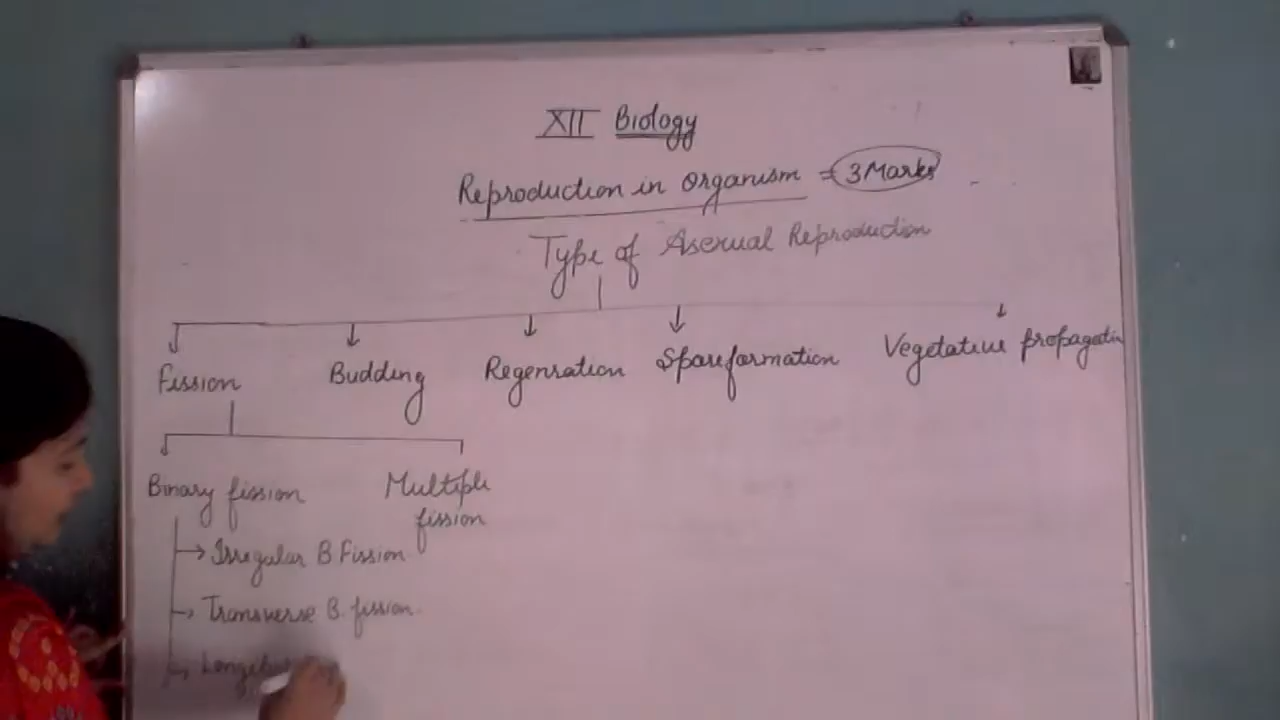 XII Biology
Reproduction in Organism = 3 Marks
Type of Asexual Reproduction
Fission Budding Regenration Sporeformation Vegetative propagatin
Binary fission Multiple fission
Irregular B Fission
Transverse B. fission